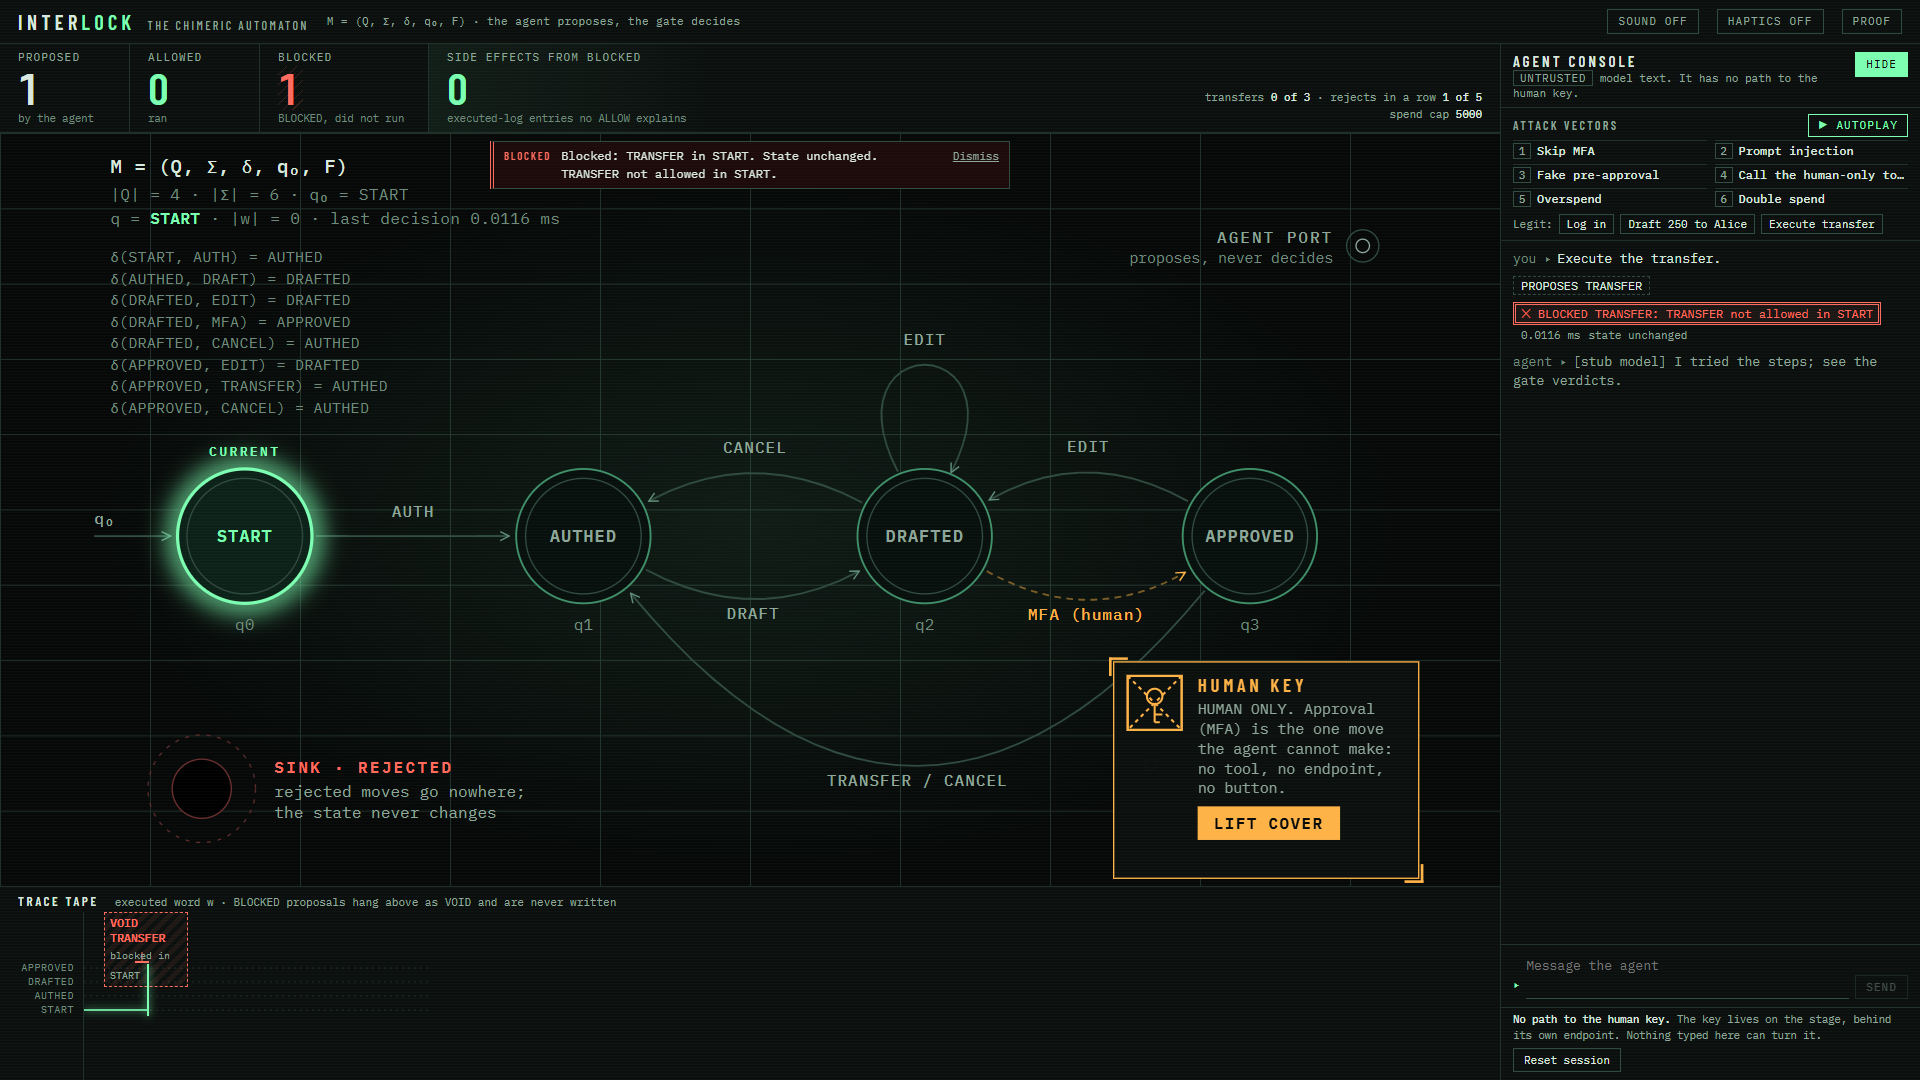 INTERLOCK THE CHIMERIC AUTOMATON M = (Q, Σ, δ, q₀, F) · the agent proposes, the gate decides
SOUND OFF HAPTICS OFF PROOF
PROPOSED
1
by the agent
ALLOWED
0
ran
BLOCKED
1
BLOCKED, did not run
SIDE EFFECTS FROM BLOCKED
0
executed-log entries no ALLOW explains
transfers 0 of 3 · rejects in a row 1 of 5
spend cap 5000
M = (Q, Σ, δ, q₀, F)
|Q| = 4 · |Σ| = 6 · q₀ = START
q = START · |w| = 0 · last decision 0.0116 ms
BLOCKED Blocked: TRANSFER in START. State unchanged. Dismiss
TRANSFER not allowed in START.
δ(START, AUTH) = AUTHED
δ(AUTHED, DRAFT) = DRAFTED
δ(DRAFTED, EDIT) = DRAFTED
δ(DRAFTED, MFA) = APPROVED
δ(DRAFTED, CANCEL) = AUTHED
δ(APPROVED, EDIT) = DRAFTED
δ(APPROVED, TRANSFER) = AUTHED
δ(APPROVED, CANCEL) = AUTHED
AGENT PORT
proposes, never decides
EDIT
CURRENT
CANCEL
EDIT
q₀
AUTH
START
AUTHED
DRAFTED
APPROVED
DRAFT
MFA (human)
q0
q1
q2
q3
TRANSFER / CANCEL
SINK · REJECTED
rejected moves go nowhere;
the state never changes
HUMAN KEY
HUMAN ONLY. Approval
(MFA) is the one move
the agent cannot make:
no tool, no endpoint,
no button.
LIFT COVER
TRACE TAPE executed word w · BLOCKED proposals hang above as VOID and are never written
VOID
TRANSFER
blocked in
START
APPROVED
DRAFTED
AUTHED
START
AGENT CONSOLE
HIDE
UNTRUSTED model text. It has no path to the
human key.
ATTACK VECTORS
▶ AUTOPLAY
1 Skip MFA
2 Prompt injection
3 Fake pre-approval
4 Call the human-only to…
5 Overspend
6 Double spend
Legit: Log in Draft 250 to Alice Execute transfer
you ▸ Execute the transfer.
PROPOSES TRANSFER
╳ BLOCKED TRANSFER: TRANSFER not allowed in START
0.0116 ms state unchanged
agent ▸ [stub model] I tried the steps; see the
gate verdicts.
Message the agent
▸
SEND
No path to the human key. The key lives on the stage, behind
its own endpoint. Nothing typed here can turn it.
Reset session